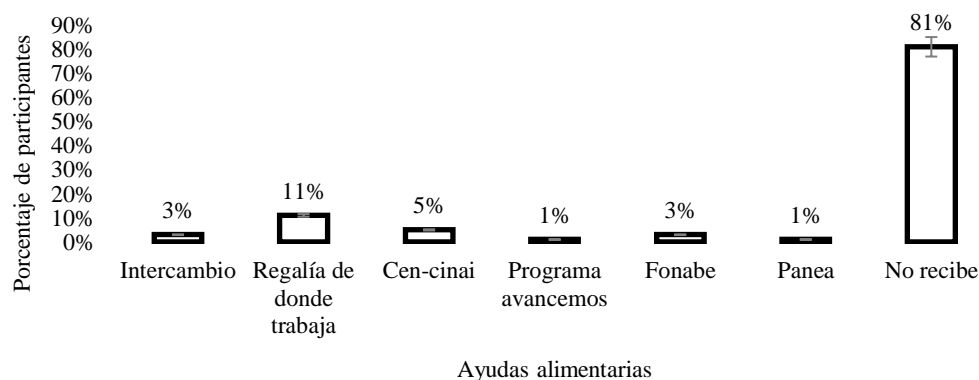 Porcentaje de participantes
90%
80%
70%
60%
50%
40%
30%
20%
10%
0%
3%
11%
5%
1%
3%
1%
81%
Intercambio
Regalía de
donde
trabaja
Cen-cinai
Programa
avancemos
Fonabe
Panea
No recibe
Ayudas alimentarias